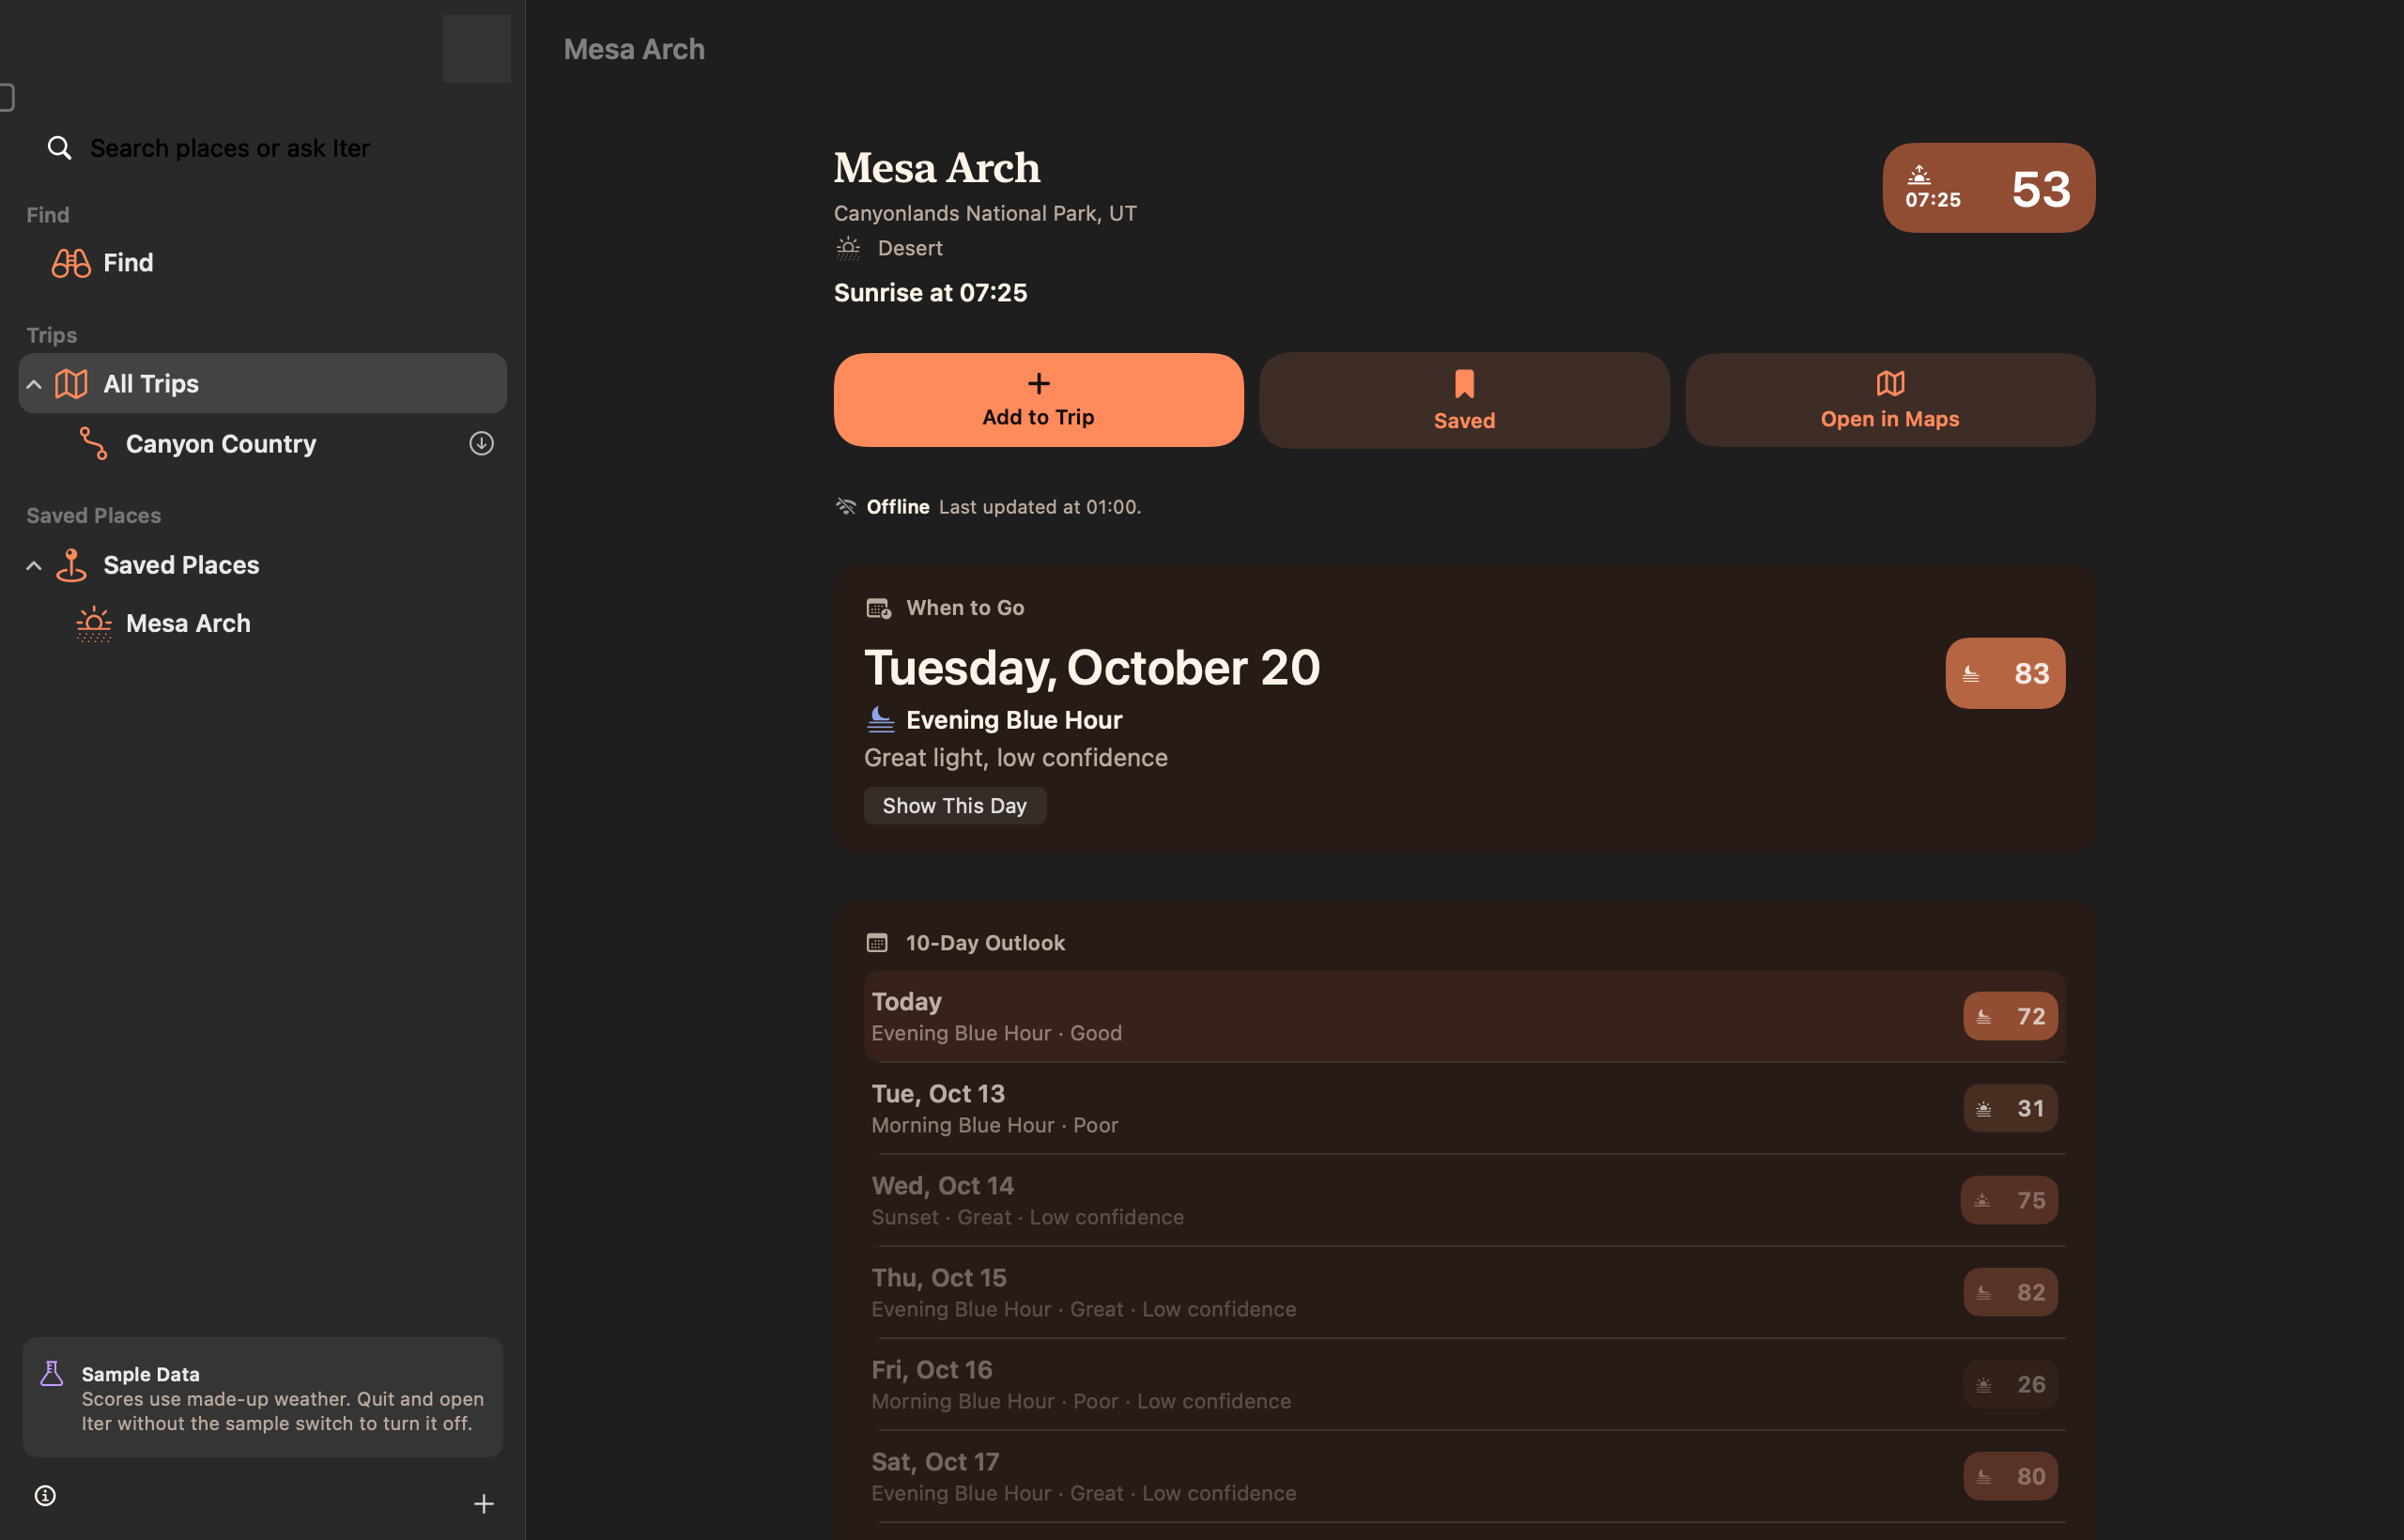 Mesa Arch
Search places or ask Iter
Find
Find
Trips
All Trips
Canyon Country
Saved Places
Saved Places
Mesa Arch
Sample Data
Scores use made-up weather. Quit and open
Iter without the sample switch to turn it off.
Mesa Arch
Canyonlands National Park, UT
Desert
Sunrise at 07:25
07:25
53
Add to Trip
Saved
Open in Maps
Offline Last updated at 01:00.
When to Go
Tuesday, October 20
83
Evening Blue Hour
Great light, low confidence
Show This Day
10-Day Outlook
Today
Evening Blue Hour · Good
72
Tue, Oct 13
Morning Blue Hour · Poor
31
Wed, Oct 14
Sunset · Great · Low confidence
75
Thu, Oct 15
Evening Blue Hour · Great · Low confidence
82
Fri, Oct 16
Morning Blue Hour · Poor · Low confidence
26
Sat, Oct 17
Evening Blue Hour · Great · Low confidence
80